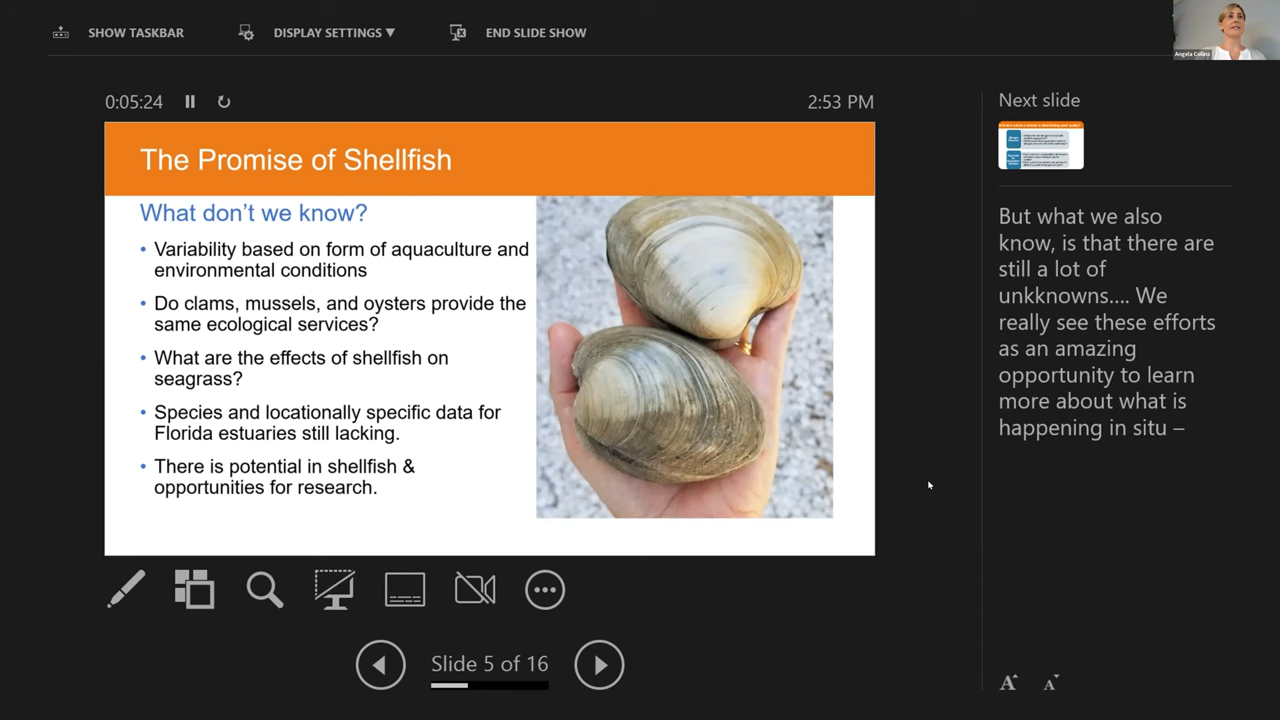 SHOW TASKBAR
DISPLAY SETTINGS ▼
END SLIDE SHOW
Angela Collins
0:05:24
2:53 PM
The Promise of Shellfish
What don’t we know?
• Variability based on form of aquaculture and
environmental conditions
• Do clams, mussels, and oysters provide the
same ecological services?
• What are the effects of shellfish on
seagrass?
• Species and locationally specific data for
Florida estuaries still lacking.
• There is potential in shellfish &
opportunities for research.
Slide 5 of 16
Next slide
But what we also
know, is that there are
still a lot of
unkknowns.... We
really see these efforts
as an amazing
opportunity to learn
more about what is
happening in situ –
A A